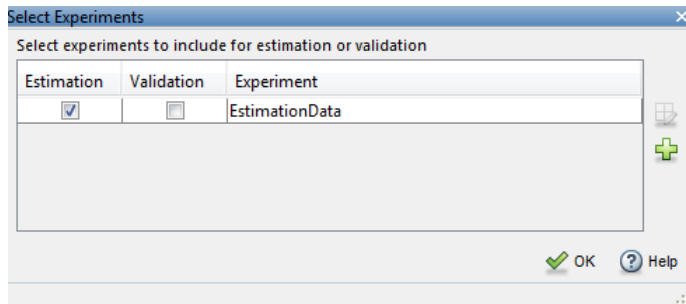 Select Experiments
Select experiments to include for estimation or validation
Estimation Validation Experiment
EstimationData
OK Help